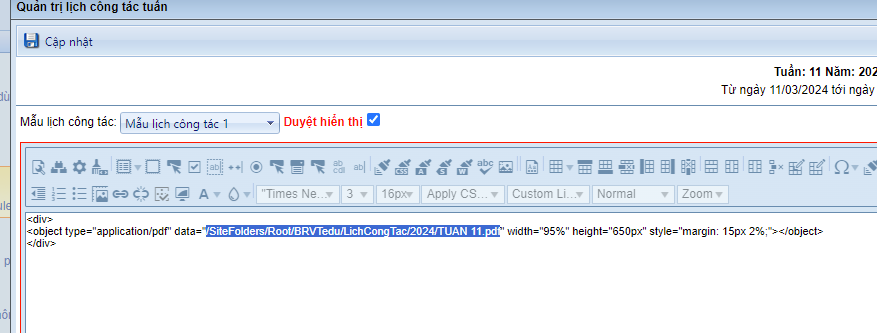 Quản trị lịch công tác tuần
Cập nhật
Tuần: 11 Năm: 202
Từ ngày 11/03/2024 tới ngày
Mẫu lịch công tác: Mẫu lịch công tác 1 Duyệt hiển thị
"Times Ne... 3 16px Apply CS... Custom Li... Normal Zoom
<div>
<object type="application/pdf" data="/SiteFolders/Root/BRVTedu/LichCongTac/2024/TUAN 11.pdf" width="95%" height="650px" style="margin: 15px 2%;"></object>
</div>